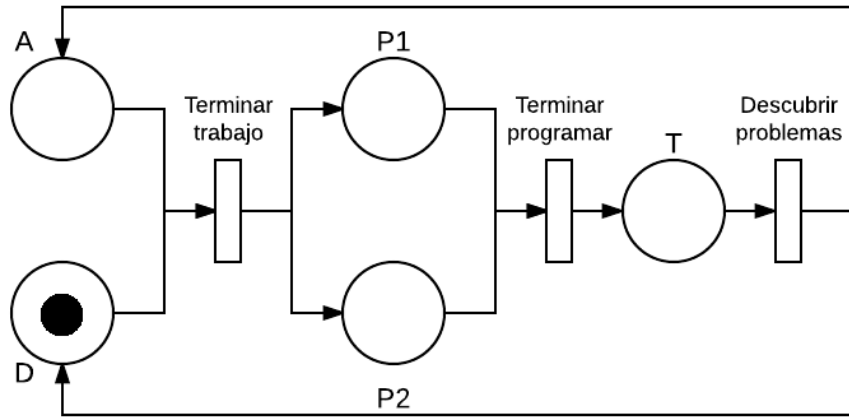 A
P1
Terminar
trabajo
Terminar
programar
Descubrir
problemas
T
D
P2